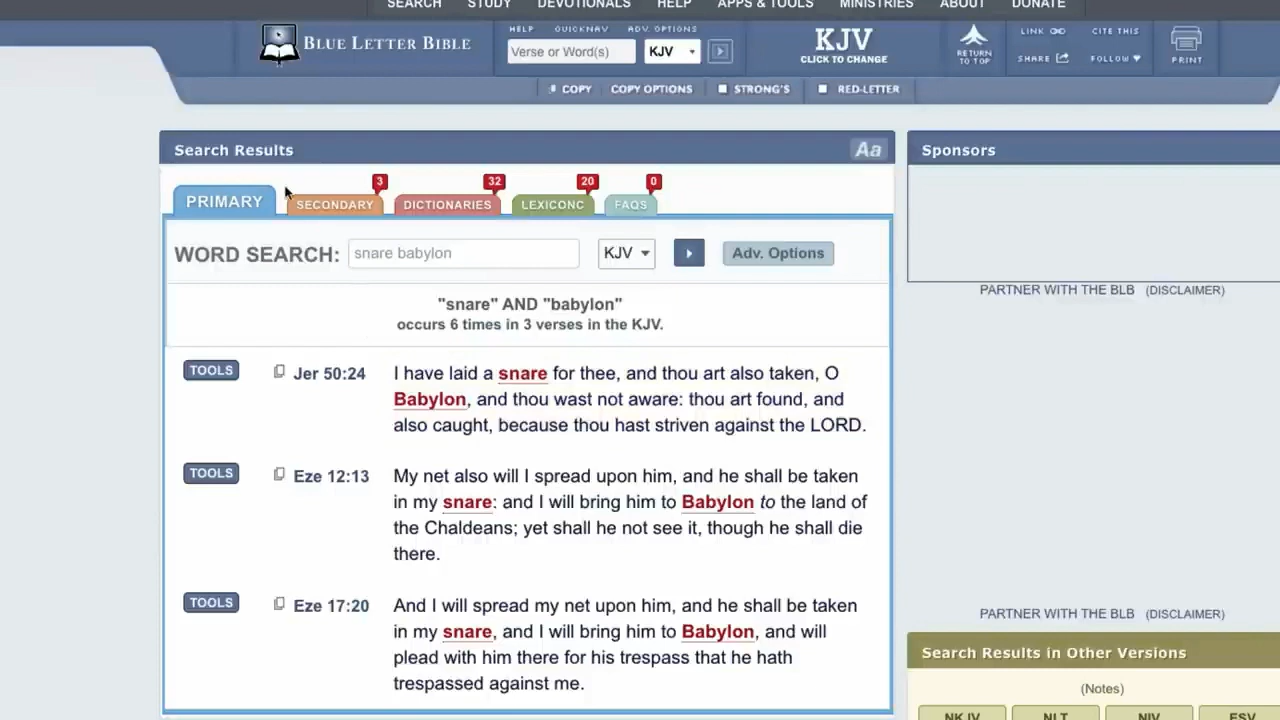 SEARCH STUDY DEVOTIONALS HELP APPS & TOOLS MINISTRIES ABOUT DONATE
BLUE LETTER BIBLE
HELP QUICKNAV ADV. OPTIONS
Verse or Word(s) KJV
KJV
CLICK TO CHANGE
RETURN
TO TOP
LINK CITE THIS
SHARE FOLLOW
PRINT
COPY COPY OPTIONS STRONG'S RED-LETTER
Search Results Aa
3 32 20 0
PRIMARY SECONDARY DICTIONARIES LEXICONC FAQS
WORD SEARCH: snare babylon KJV Adv. Options
"snare" AND "babylon"
occurs 6 times in 3 verses in the KJV.
TOOLS Jer 50:24 I have laid a snare for thee, and thou art also taken, O
Babylon, and thou wast not aware: thou art found, and
also caught, because thou hast striven against the LORD.
TOOLS Eze 12:13 My net also will I spread upon him, and he shall be taken
in my snare: and I will bring him to Babylon to the land of
the Chaldeans; yet shall he not see it, though he shall die
there.
TOOLS Eze 17:20 And I will spread my net upon him, and he shall be taken
in my snare, and I will bring him to Babylon, and will
plead with him there for his trespass that he hath
trespassed against me.
Sponsors
PARTNER WITH THE BLB (DISCLAIMER)
PARTNER WITH THE BLB (DISCLAIMER)
Search Results in Other Versions
(Notes)
NKJV NLT NIV ESV